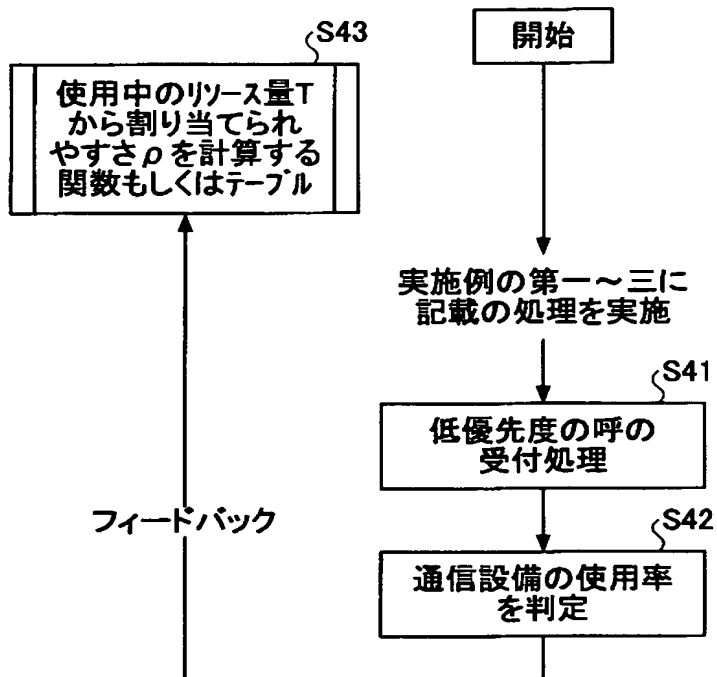 S43
使用中のリソース量T
から割り当てられ
やすさρを計算する
関数もしくはテーブル
開始
実施例の第一～三に
記載の処理を実施
S41
低優先度の呼の
受付処理
フィードバック
S42
通信設備の使用率
を判定